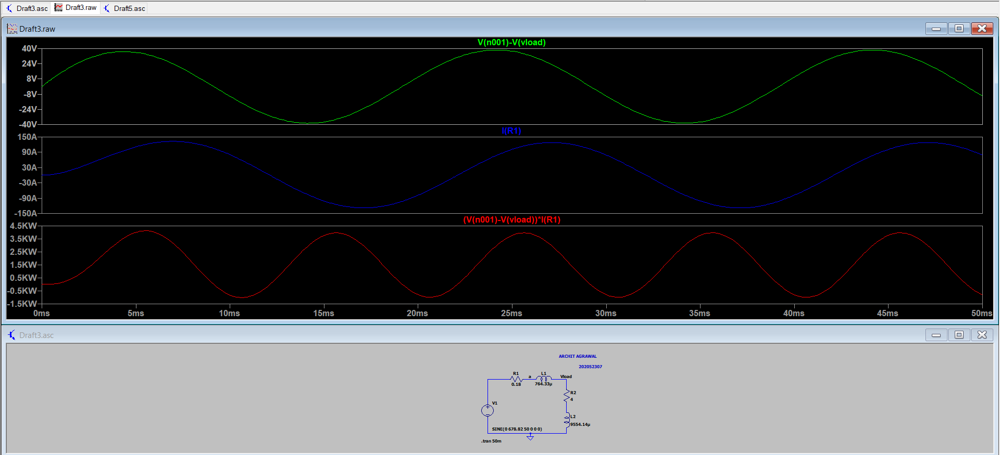 Draft3.asc Draft3.raw Draft5.asc
Draft3.raw
V(n001)-V(vload)
40V
24V
8V
-8V
-24V
-40V
I(R1)
150A
90A
30A
-30A
-90A
-150A
(V(n001)-V(vload))*I(R1)
4.5KW
3.5KW
2.5KW
1.5KW
0.5KW
-0.5KW
-1.5KW
0ms 5ms 10ms 15ms 20ms 25ms 30ms 35ms 40ms 45ms 50ms
Draft3.asc
ARCHIT AGRAWAL
202052307
R1 a L1 Vload
0.18 764.33µ
R2
4
V1
L2
9554.14µ
SINE(0 678.82 50 0 0 0)
.tran 50m